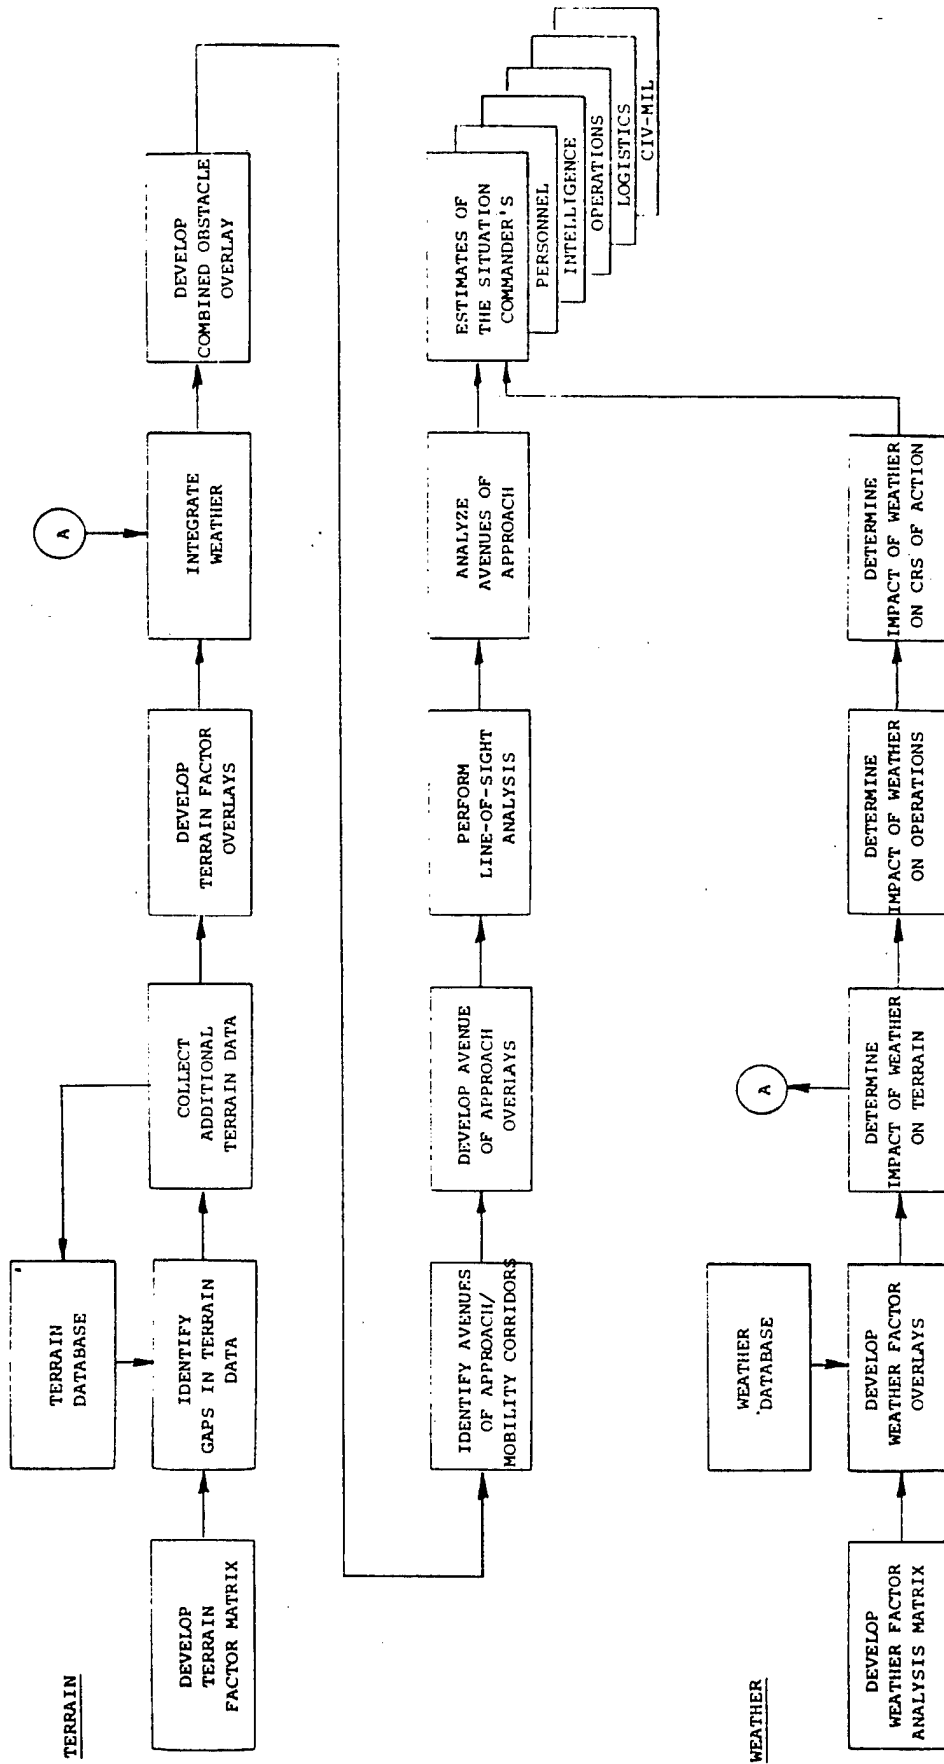 TERRAIN
TERRAIN
DATABASE
DEVELOP
TERRAIN
FACTOR MATRIX
IDENTIFY
GAPS IN TERRAIN
DATA
COLLECT
ADDITIONAL
TERRAIN DATA
DEVELOP
TERRAIN FACTOR
OVERLAYS
A
INTEGRATE
WEATHER
DEVELOP
COMBINED OBSTACLE
OVERLAY
IDENTIFY AVENUES
OF APPROACH/
MOBILITY CORRIDORS
DEVELOP AVENUE
OF APPROACH
OVERLAYS
PERFORM
LINE-OF-SIGHT
ANALYSIS
ANALYZE
AVENUES OF
APPROACH
ESTIMATES OF
THE SITUATION
COMMANDER'S
PERSONNEL
INTELLIGENCE
OPERATIONS
LOGISTICS
CIV-MIL
WEATHER
WEATHER
DATABASE
DEVELOP
WEATHER FACTOR
ANALYSIS MATRIX
DEVELOP
WEATHER FACTOR
OVERLAYS
A
DETERMINE
IMPACT OF WEATHER
ON TERRAIN
DETERMINE
IMPACT OF WEATHER
ON OPERATIONS
DETERMINE
IMPACT OF WEATHER
ON CRS OF ACTION